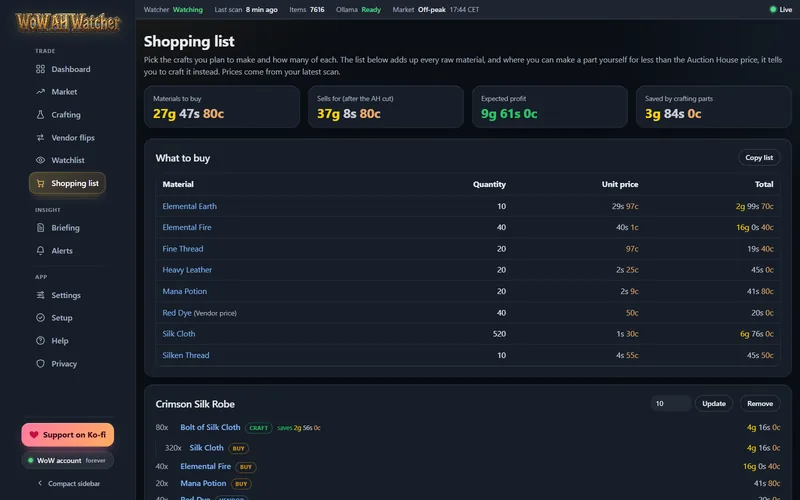 WoW AH Watcher
Watcher Watching Last scan 8 min ago Items 7616 Ollama Ready Market Off-peak 17:44 CET Live
TRADE
Dashboard
Market
Crafting
Vendor flips
Watchlist
Shopping list
INSIGHT
Briefing
Alerts
APP
Settings
Setup
Help
Privacy
Support on Ko-fi
WoW account forever
Compact sidebar
Shopping list
Pick the crafts you plan to make and how many of each. The list below adds up every raw material, and where you can make a part yourself for less than the Auction House price, it tells
you to craft it instead. Prices come from your latest scan.
Materials to buy
27g 47s 80c
Sells for (after the AH cut)
37g 8s 80c
Expected profit
9g 61s 0c
Saved by crafting parts
3g 84s 0c
What to buy
Copy list
Material Quantity Unit price Total
Elemental Earth 10 29s 97c 2g 99s 70c
Elemental Fire 40 40s 1c 16g 0s 40c
Fine Thread 20 97c 19s 40c
Heavy Leather 20 2s 25c 45s 0c
Mana Potion 20 2s 9c 41s 80c
Red Dye (Vendor price) 40 50c 20s 0c
Silk Cloth 520 1s 30c 6g 76s 0c
Silken Thread 10 4s 55c 45s 50c
Crimson Silk Robe 10 Update Remove
80x Bolt of Silk Cloth CRAFT saves 2g 56s 0c 4g 16s 0c
320x Silk Cloth BUY 4g 16s 0c
40x Elemental Fire BUY 16g 0s 40c
20x Mana Potion BUY 41s 80c
40x Red Dye VENDOR 20s 0c